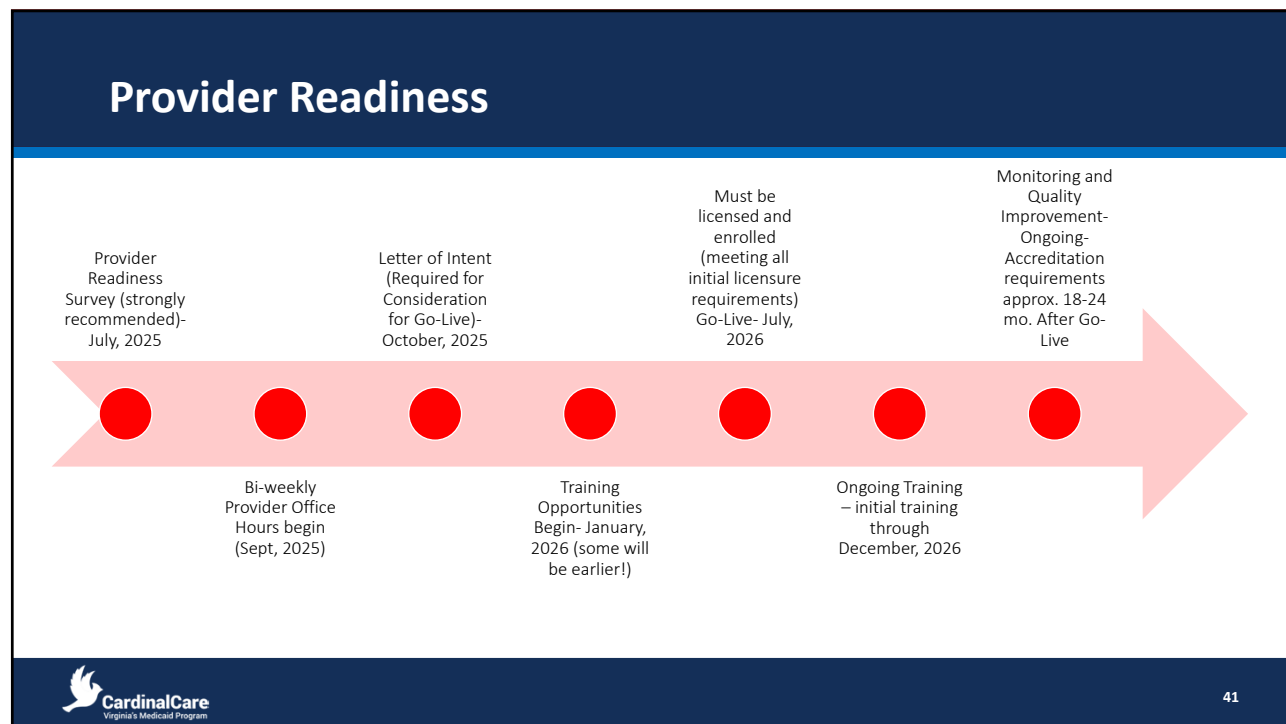 Provider Readiness
Provider
Readiness
Survey (strongly
recommended)-
July, 2025
Bi-weekly
Provider Office
Hours begin
(Sept, 2025)
Letter of Intent
(Required for
Consideration
for Go-Live)-
October, 2025
Training
Opportunities
Begin- January,
2026 (some will
be earlier!)
Must be
licensed and
enrolled
(meeting all
initial licensure
requirements)
Go-Live- July,
2026
Ongoing Training
– initial training
through
December, 2026
Monitoring and
Quality
Improvement-
Ongoing-
Accreditation
requirements
approx. 18-24
mo. After Go-
Live
CardinalCare
Virginia's Medicaid Program
41